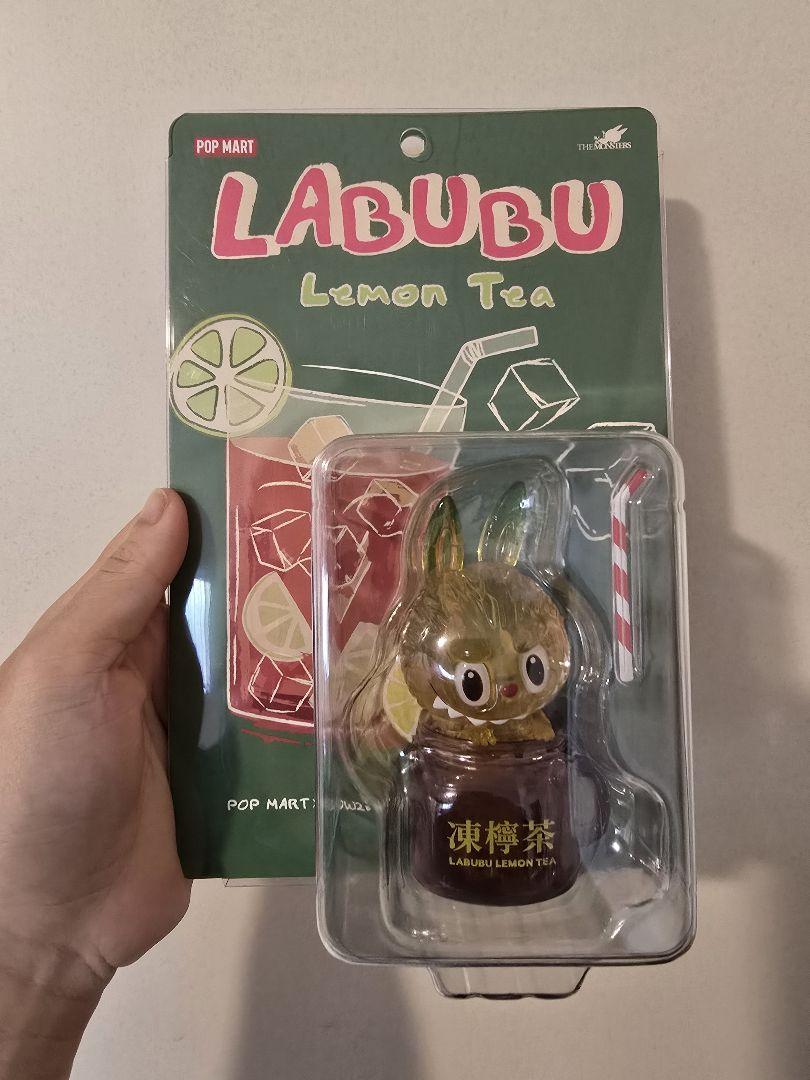 POP MART
THE MONSTERS
LABUBU
Lemon Tea
POP MART
凍檸茶
LABUBU LEMON TEA